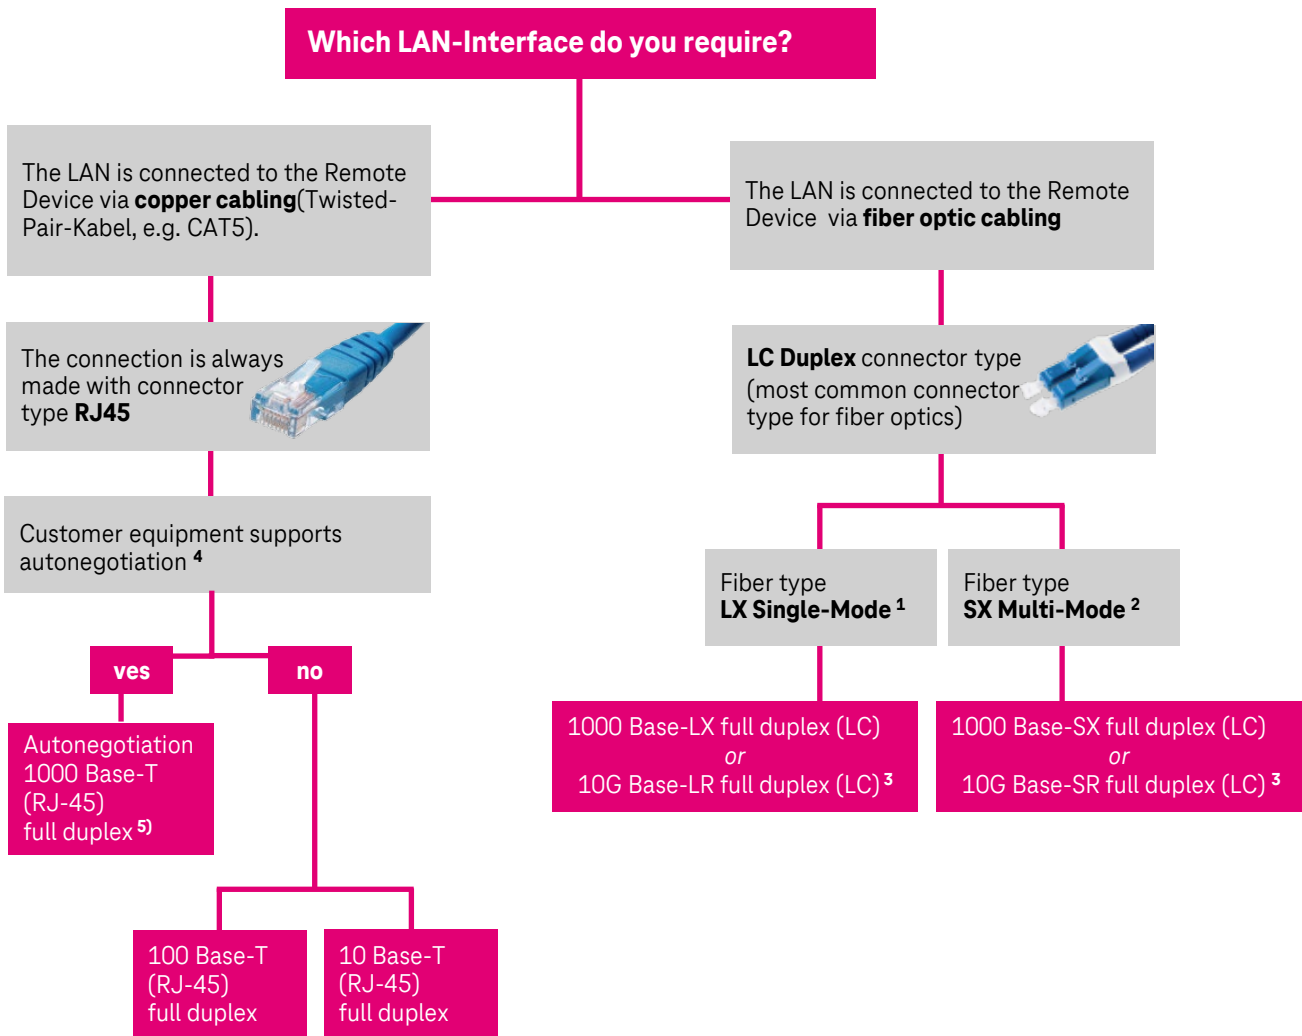 Which LAN-Interface do you require?
The LAN is connected to the Remote
Device via copper cabling(Twisted-
Pair-Kabel, e.g. CAT5).
The connection is always
made with connector
type RJ45
Customer equipment supports
autonegotiation 4
yes
no
Autonegotiation
1000 Base-T
(RJ-45)
full duplex 5)
100 Base-T
(RJ-45)
full duplex
10 Base-T
(RJ-45)
full duplex
The LAN is connected to the Remote
Device via fiber optic cabling
LC Duplex connector type
(most common connector
type for fiber optics)
Fiber type
LX Single-Mode 1
Fiber type
SX Multi-Mode 2
1000 Base-LX full duplex (LC)
or
10G Base-LR full duplex (LC) 3
1000 Base-SX full duplex (LC)
or
10G Base-SR full duplex (LC) 3